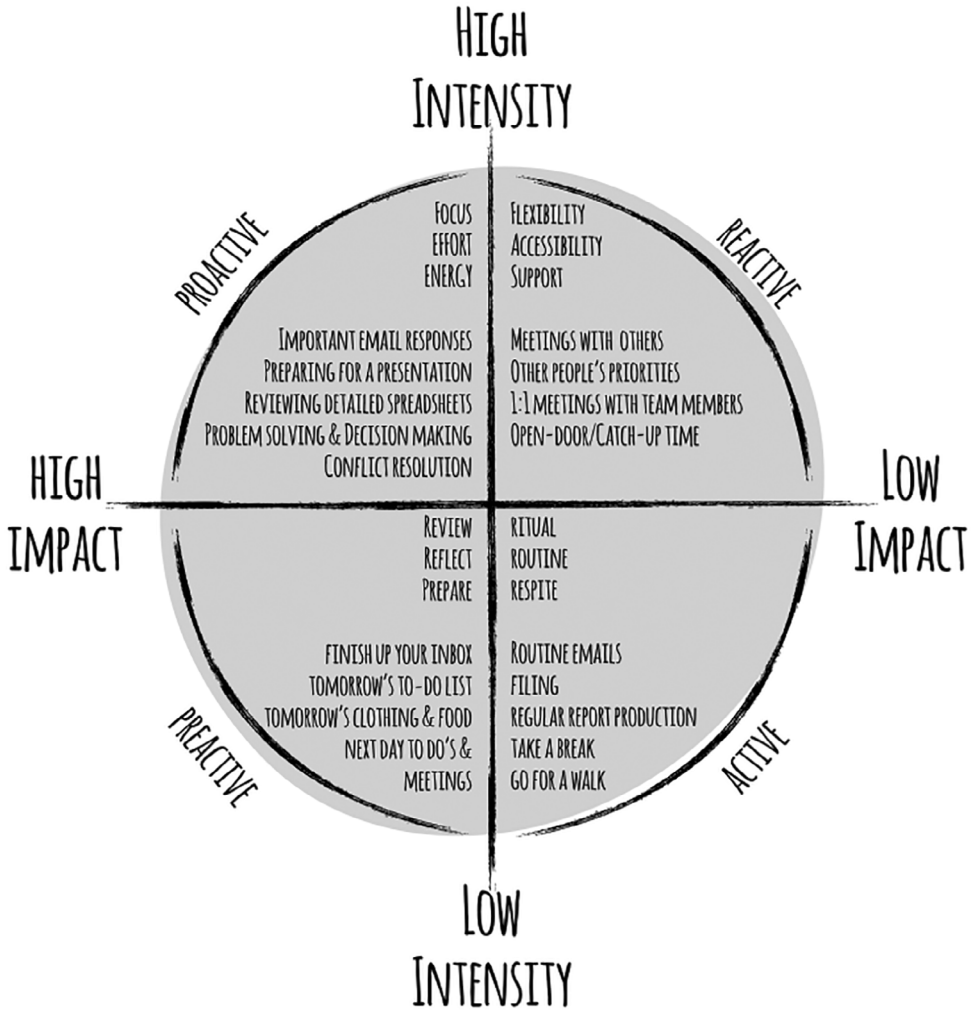 HIGH
INTENSITY
PROACTIVE
FOCUS
EFFORT
ENERGY
IMPORTANT EMAIL RESPONSES
PREPARING FOR A PRESENTATION
REVIEWING DETAILED SPREADSHEETS
PROBLEM SOLVING & DECISION MAKING
CONFLICT RESOLUTION
REACTIVE
FLEXIBILITY
ACCESSIBILITY
SUPPORT
MEETINGS WITH OTHERS
OTHER PEOPLE'S PRIORITIES
1:1 MEETINGS WITH TEAM MEMBERS
OPEN-DOOR/CATCH-UP TIME
HIGH
IMPACT
LOW
IMPACT
PREACTIVE
REVIEW
REFLECT
PREPARE
FINISH UP YOUR INBOX
TOMORROW'S TO-DO LIST
TOMORROW'S CLOTHING & FOOD
NEXT DAY TO DO'S &
MEETINGS
ACTIVE
RITUAL
ROUTINE
RESPITE
ROUTINE EMAILS
FILING
REGULAR REPORT PRODUCTION
TAKE A BREAK
GO FOR A WALK
LOW
INTENSITY